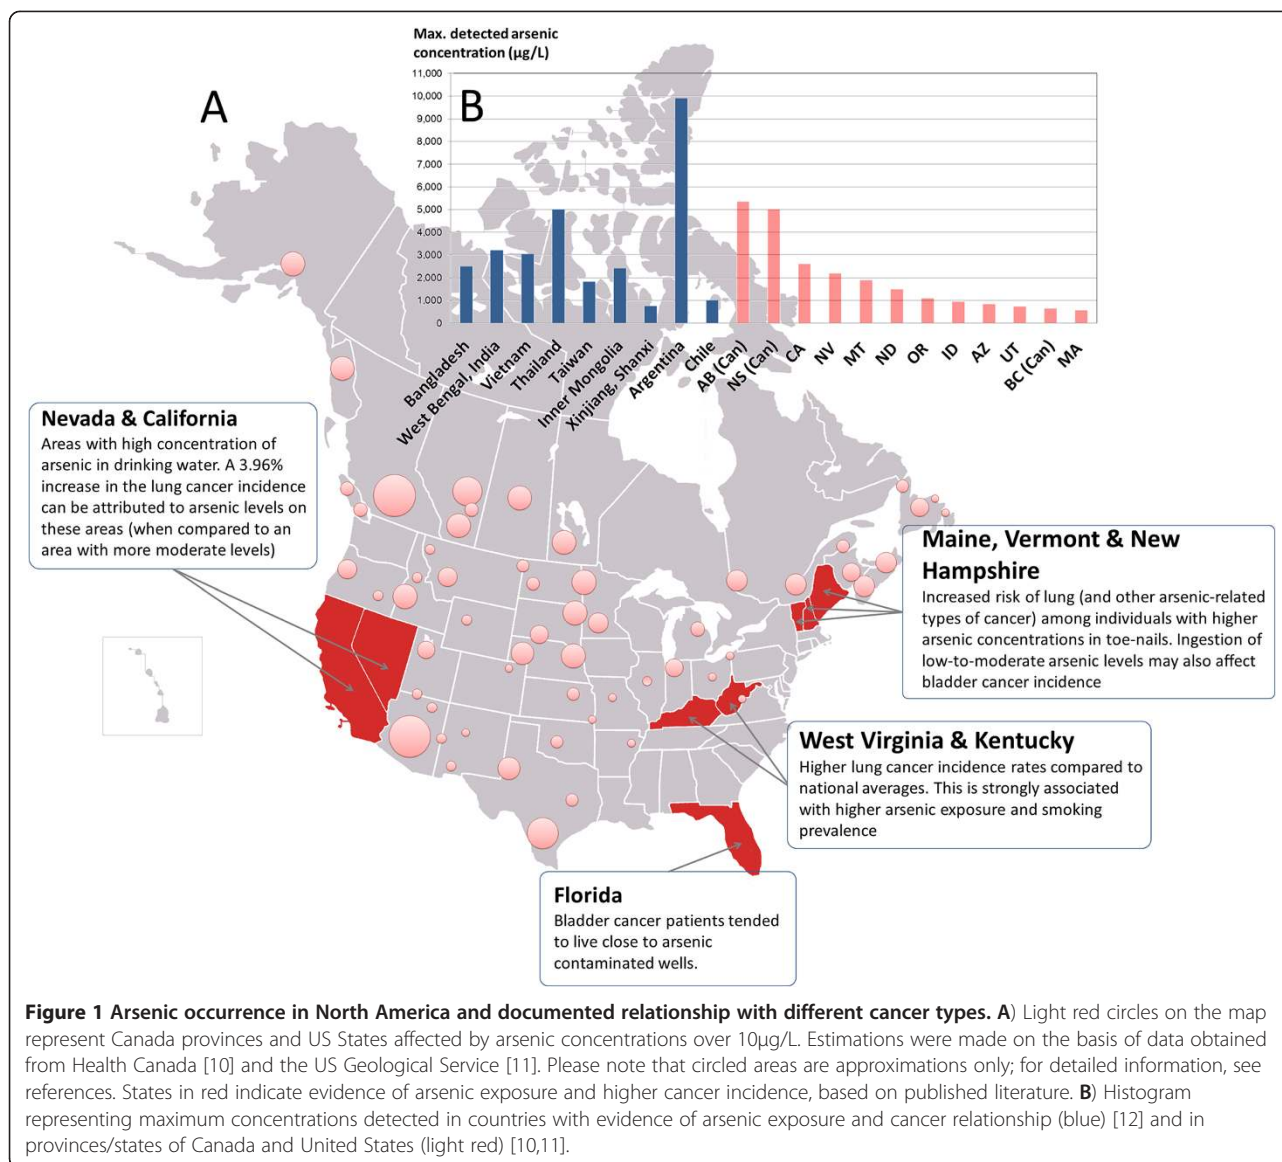 Max. detected arsenic
concentration (µg/L)
A
B
11,000
10,000
9,000
8,000
7,000
6,000
5,000
4,000
3,000
2,000
1,000
0
Bangladesh
West Bengal, India
Vietnam
Thailand
Taiwan
Inner Mongolia
Xinjiang, Shanxi
Argentina
Chile
AB (Can)
NS (Can)
CA
NV
MT
ND
OR
ID
AZ
UT
BC (Can)
MA
Nevada & California
Areas with high concentration of
arsenic in drinking water. A 3.96%
increase in the lung cancer incidence
can be attributed to arsenic levels on
these areas (when compared to an
area with more moderate levels)
Maine, Vermont & New
Hampshire
Increased risk of lung (and other arsenic-related
types of cancer) among individuals with higher
arsenic concentrations in toe-nails. Ingestion of
low-to-moderate arsenic levels may also affect
bladder cancer incidence
West Virginia & Kentucky
Higher lung cancer incidence rates compared to
national averages. This is strongly associated
with higher arsenic exposure and smoking
prevalence
Florida
Bladder cancer patients tended
to live close to arsenic
contaminated wells.
Figure 1 Arsenic occurrence in North America and documented relationship with different cancer types. A) Light red circles on the map
represent Canada provinces and US States affected by arsenic concentrations over 10µg/L. Estimations were made on the basis of data obtained
from Health Canada [10] and the US Geological Service [11]. Please note that circled areas are approximations only; for detailed information, see
references. States in red indicate evidence of arsenic exposure and higher cancer incidence, based on published literature. B) Histogram
representing maximum concentrations detected in countries with evidence of arsenic exposure and cancer relationship (blue) [12] and in
provinces/states of Canada and United States (light red) [10,11].